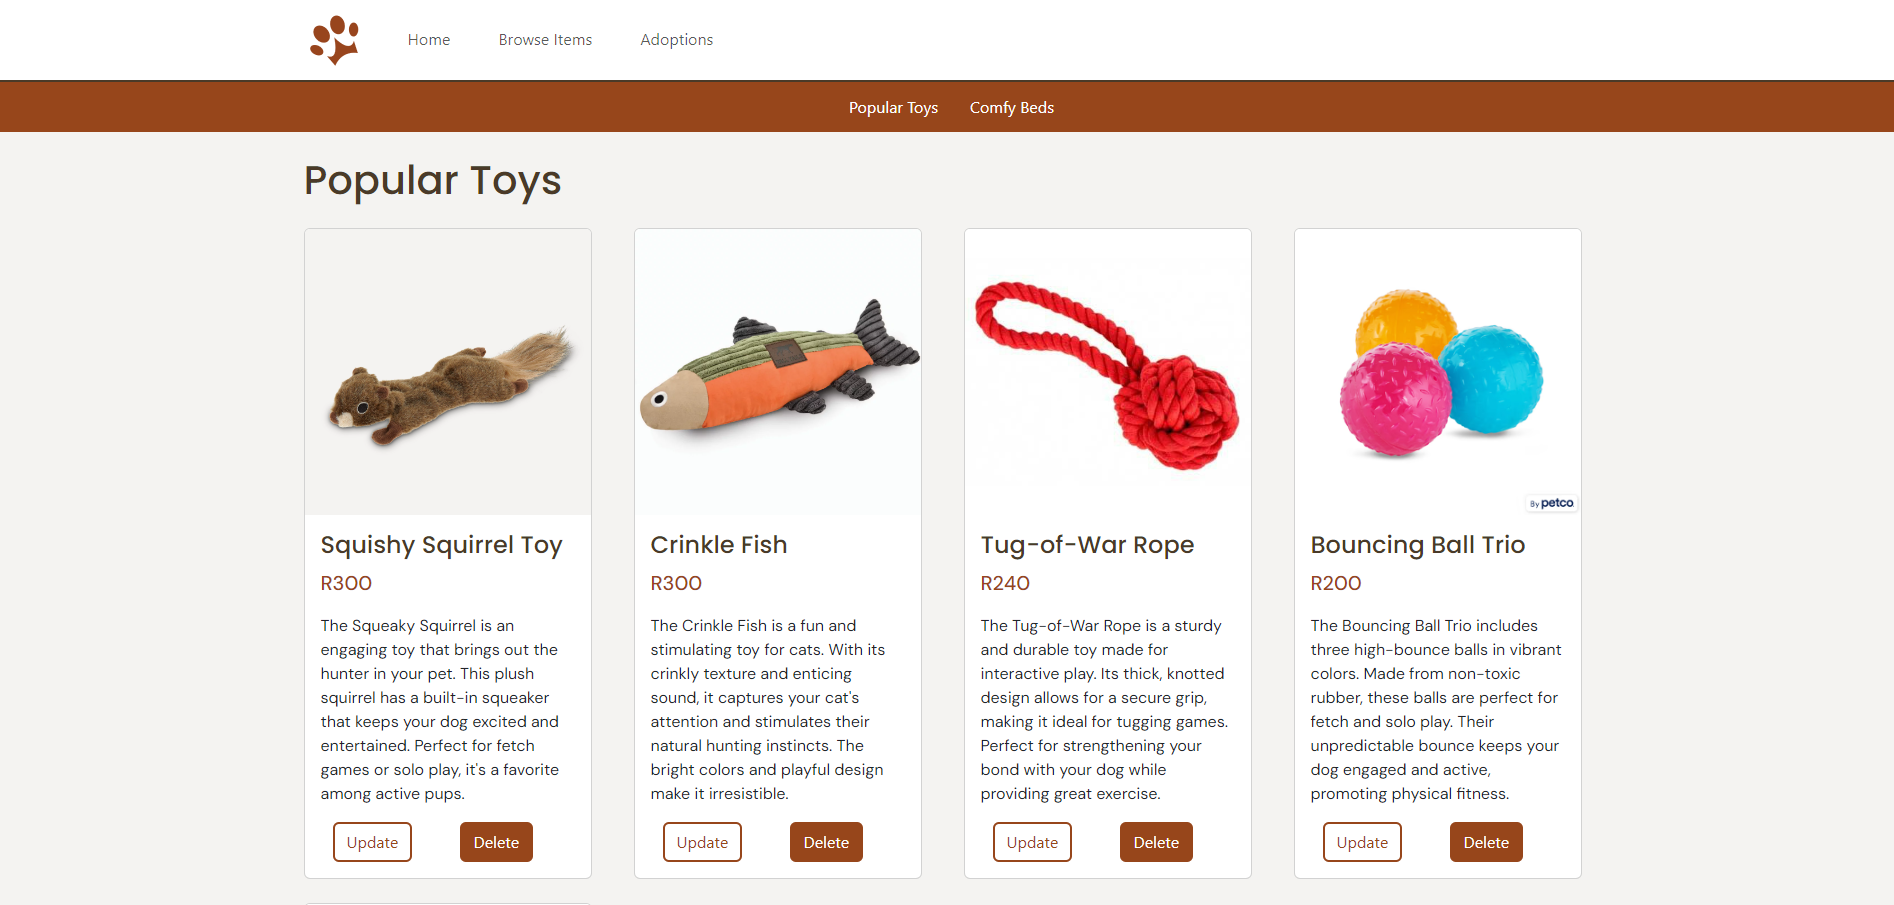 Home Browse Items Adoptions
Popular Toys Comfy Beds
Popular Toys
Squishy Squirrel Toy
R300
The Squeaky Squirrel is an
engaging toy that brings out the
hunter in your pet. This plush
squirrel has a built-in squeaker
that keeps your dog excited and
entertained. Perfect for fetch
games or solo play, it's a favorite
among active pups.
Update Delete
Crinkle Fish
R300
The Crinkle Fish is a fun and
stimulating toy for cats. With its
crinkly texture and enticing
sound, it captures your cat's
attention and stimulates their
natural hunting instincts. The
bright colors and playful design
make it irresistible.
Update Delete
Tug-of-War Rope
R240
The Tug-of-War Rope is a sturdy
and durable toy made for
interactive play. Its thick, knotted
design allows for a secure grip,
making it ideal for tugging games.
Perfect for strengthening your
bond with your dog while
providing great exercise.
Update Delete
By petco
Bouncing Ball Trio
R200
The Bouncing Ball Trio includes
three high-bounce balls in vibrant
colors. Made from non-toxic
rubber, these balls are perfect for
fetch and solo play. Their
unpredictable bounce keeps your
dog engaged and active,
promoting physical fitness.
Update Delete